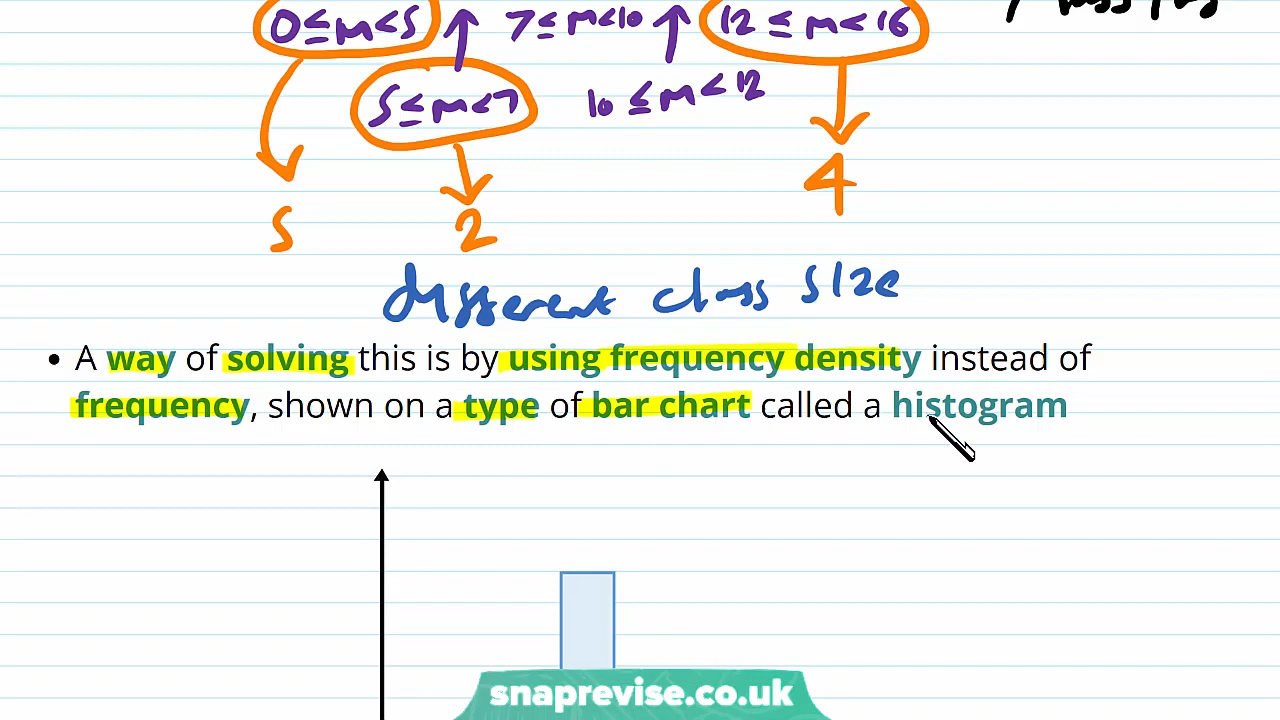 0≤m<5 7≤m<10 12≤m<16
5≤m<7 10≤m<12
5 2 4
different class size
• A way of solving this is by using frequency density instead of
frequency, shown on a type of bar chart called a histogram
snaprevise.co.uk